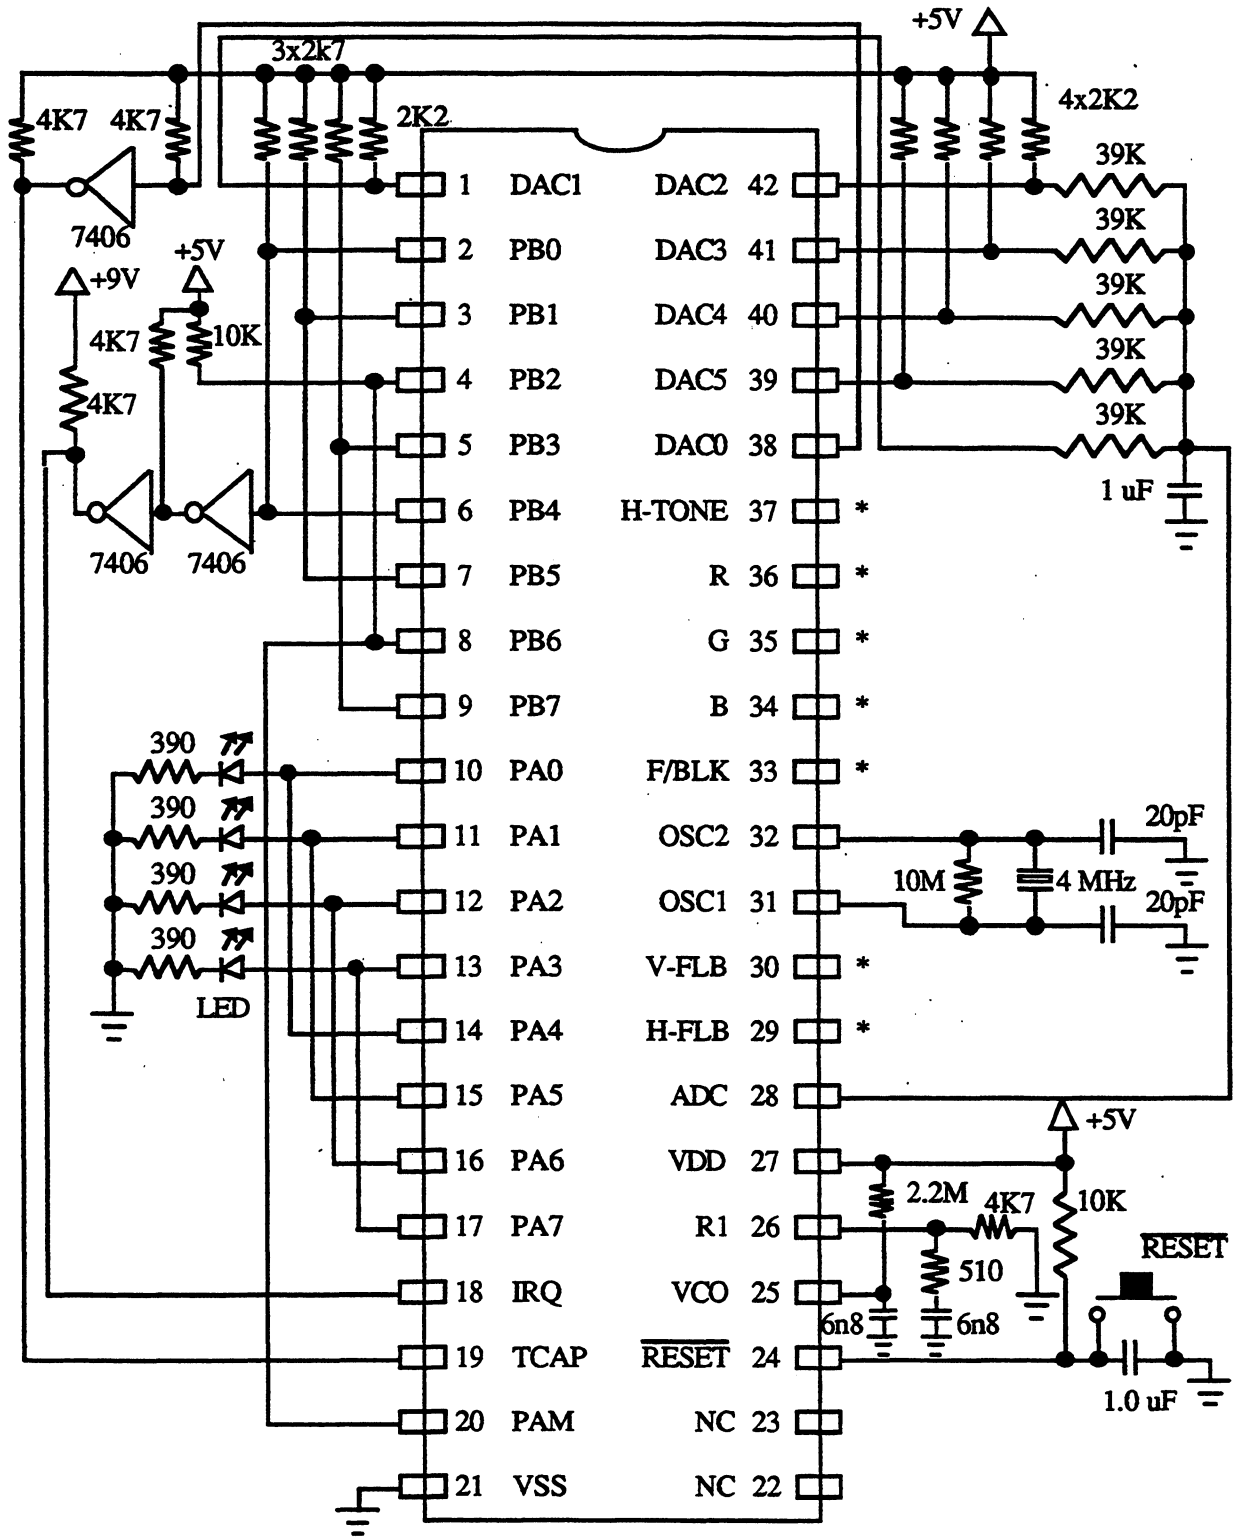 +5V
3x2k7
4K7
4K7
2K2
4x2K2
39K
1 DAC1
DAC2 42
7406
39K
+5V
2 PB0
DAC3 41
+9V
39K
3 PB1
DAC4 40
4K7
10K
39K
4 PB2
DAC5 39
4K7
39K
5 PB3
DAC0 38
1 uF
6 PB4
H-TONE 37 *
7406
7406
7 PB5
R 36 *
8 PB6
G 35 *
9 PB7
B 34 *
390
10 PA0
F/BLK 33 *
390
20pF
11 PA1
OSC2 32
390
10M
4 MHz
12 PA2
OSC1 31
20pF
390
13 PA3
V-FLB 30 *
LED
14 PA4
H-FLB 29 *
15 PA5
ADC 28
+5V
16 PA6
VDD 27
2.2M
4K7
10K
17 PA7
R1 26
RESET
510
18 IRQ
VCO 25
6n8
6n8
19 TCAP
RESET 24
1.0 uF
20 PAM
NC 23
21 VSS
NC 22